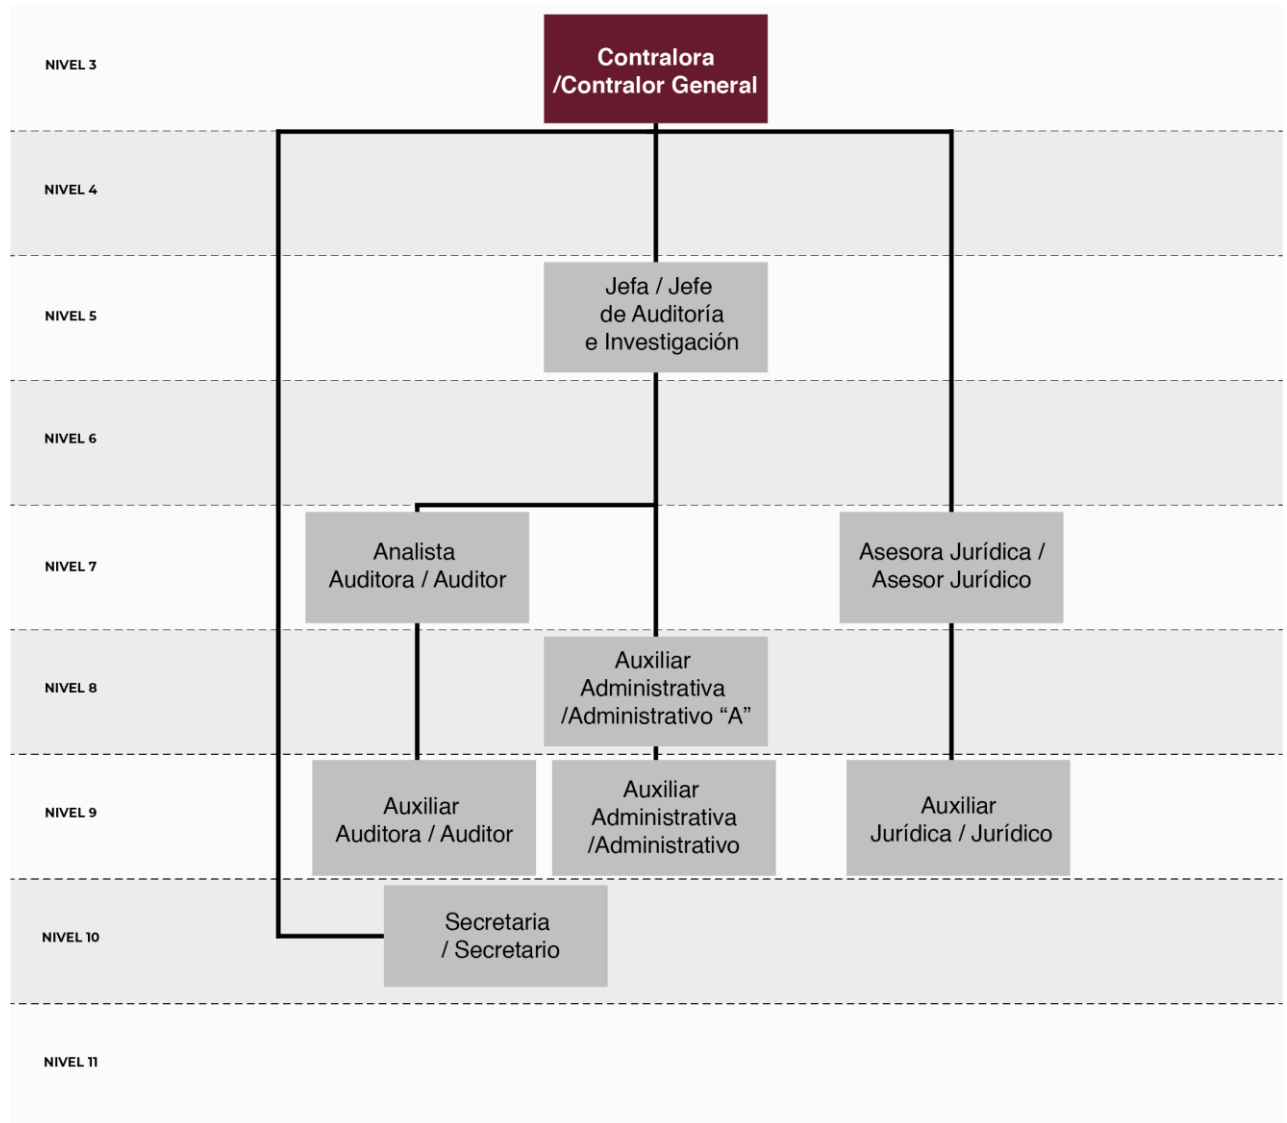 NIVEL 3
Contralora
/Contralor General
NIVEL 4
NIVEL 5
Jefa / Jefe
de Auditoría
e Investigación
NIVEL 6
NIVEL 7
Analista
Auditora / Auditor
Asesora Jurídica /
Asesor Jurídico
NIVEL 8
Auxiliar
Administrativa
/Administrativo “A”
NIVEL 9
Auxiliar
Auditora / Auditor
Auxiliar
Administrativa
/Administrativo
Auxiliar
Jurídica / Jurídico
NIVEL 10
Secretaria
/ Secretario
NIVEL 11